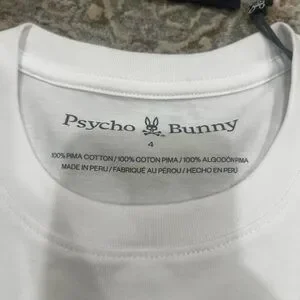 Psycho Bunny
4
100% PIMA COTTON / 100% COTON PIMA / 100% ALGODÓN PIMA
MADE IN PERU / FABRIQUÉ AU PÉROU / HECHO EN PERÚ